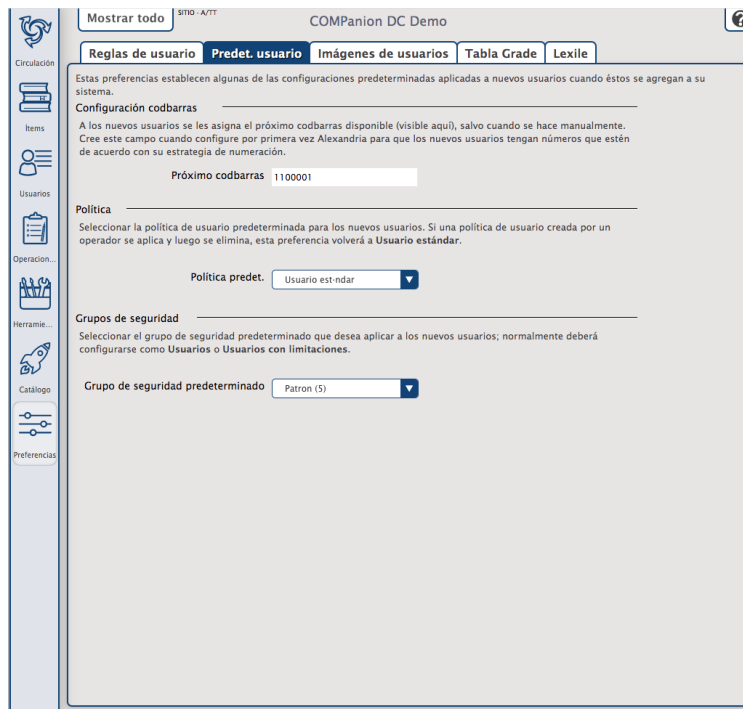 Mostrar todo
SITIO - A/TT
COMPanion DC Demo
Reglas de usuario
Predet. usuario
Imágenes de usuarios
Tabla Grade
Lexile
Circulación
Ítems
Usuarios
Operacion...
Herramie...
Catálogo
Preferencias
Estas preferencias establecen algunas de las configuraciones predeterminadas aplicadas a nuevos usuarios cuando éstos se agregan a su
sistema.
Configuración codbarras
A los nuevos usuarios se les asigna el próximo codbarras disponible (visible aquí), salvo cuando se hace manualmente.
Cree este campo cuando configure por primera vez Alexandria para que los nuevos usuarios tengan números que estén
de acuerdo con su estrategia de numeración.
Próximo codbarras 1100001
Política
Seleccionar la política de usuario predeterminada para los nuevos usuarios. Si una política de usuario creada por un
operador se aplica y luego se elimina, esta preferencia volverá a Usuario estándar.
Política predet. Usuario est-ndar
Grupos de seguridad
Seleccionar el grupo de seguridad predeterminado que desea aplicar a los nuevos usuarios; normalmente deberá
configurarse como Usuarios o Usuarios con limitaciones.
Grupo de seguridad predeterminado Patron (5)